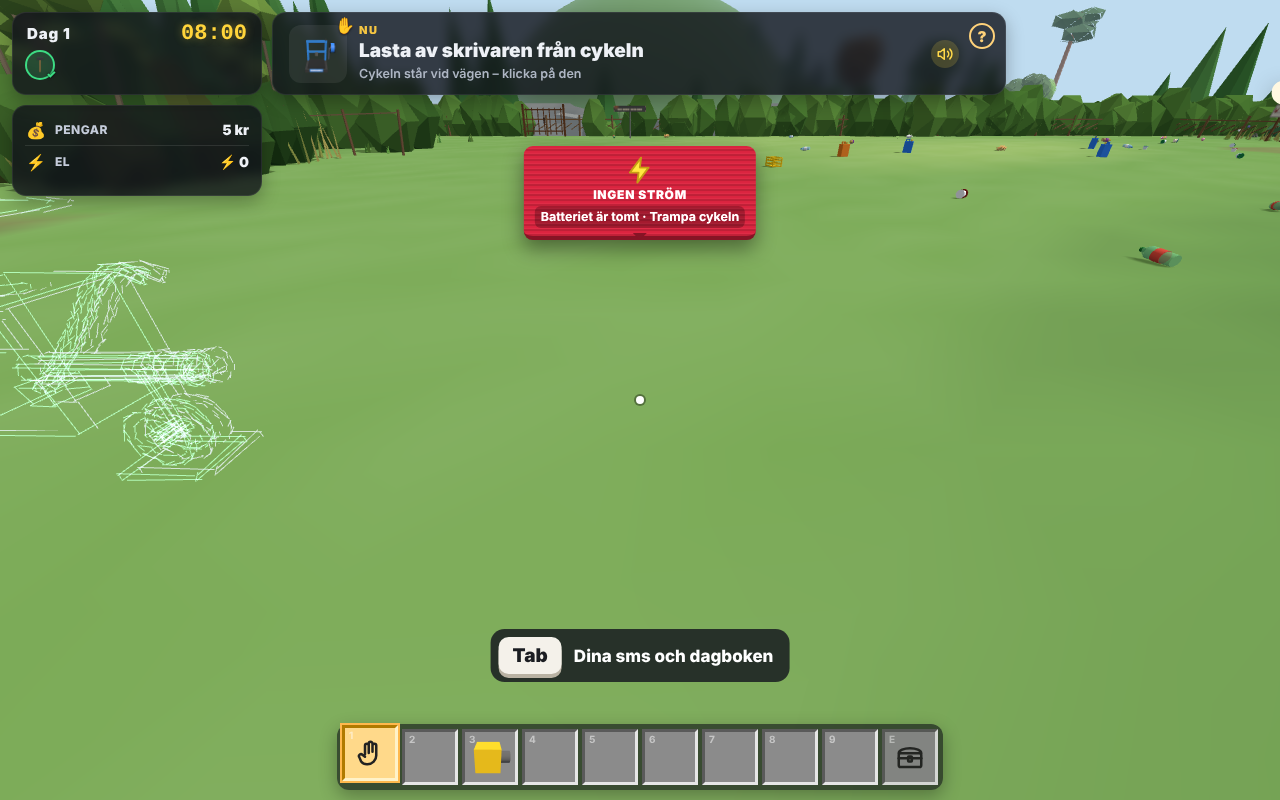 Dag 1
08:00
NU
Lasta av skrivaren från cykeln
Cykeln står vid vägen – klicka på den
?
PENGAR
5 kr
EL
0
INGEN STRÖM
Batteriet är tomt · Trampa cykeln
Tab
Dina sms och dagboken
1
2
3
4
5
6
7
8
9
E